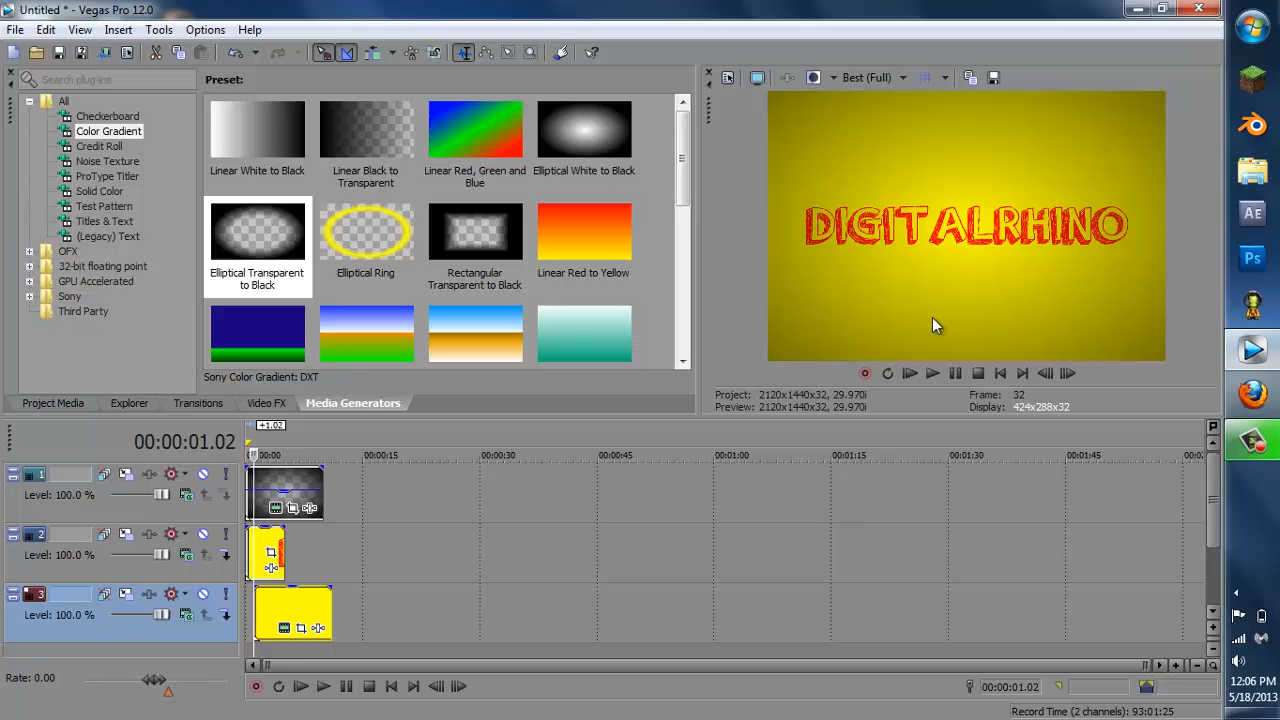 Untitled * - Vegas Pro 12.0
File Edit View Insert Tools Options Help
Search plug-ins
Preset:
Best (Full)
All
Checkerboard
Color Gradient
Credit Roll
Noise Texture
ProType Titler
Solid Color
Test Pattern
Titles & Text
(Legacy) Text
OFX
32-bit floating point
GPU Accelerated
Sony
Third Party
Linear White to Black
Linear Black to Transparent
Linear Red, Green and Blue
Elliptical White to Black
Elliptical Transparent to Black
Elliptical Ring
Rectangular Transparent to Black
Linear Red to Yellow
Sony Color Gradient: DXT
Project Media Explorer Transitions Video FX Media Generators
DIGITALRHINO
Project: 2120x1440x32, 29.970i
Frame: 32
Preview: 2120x1440x32, 29.970i
Display: 424x288x32
+1.02
00:00:01.02
00:00:15 00:00:30 00:00:45 00:01:00 00:01:15 00:01:30 00:01:45
1
Level: 100.0 %
2
Level: 100.0 %
3
Level: 100.0 %
Rate: 0.00
00:00:01.02
Record Time (2 channels): 93:01:25
Ae
Ps
12:06 PM
5/18/2013